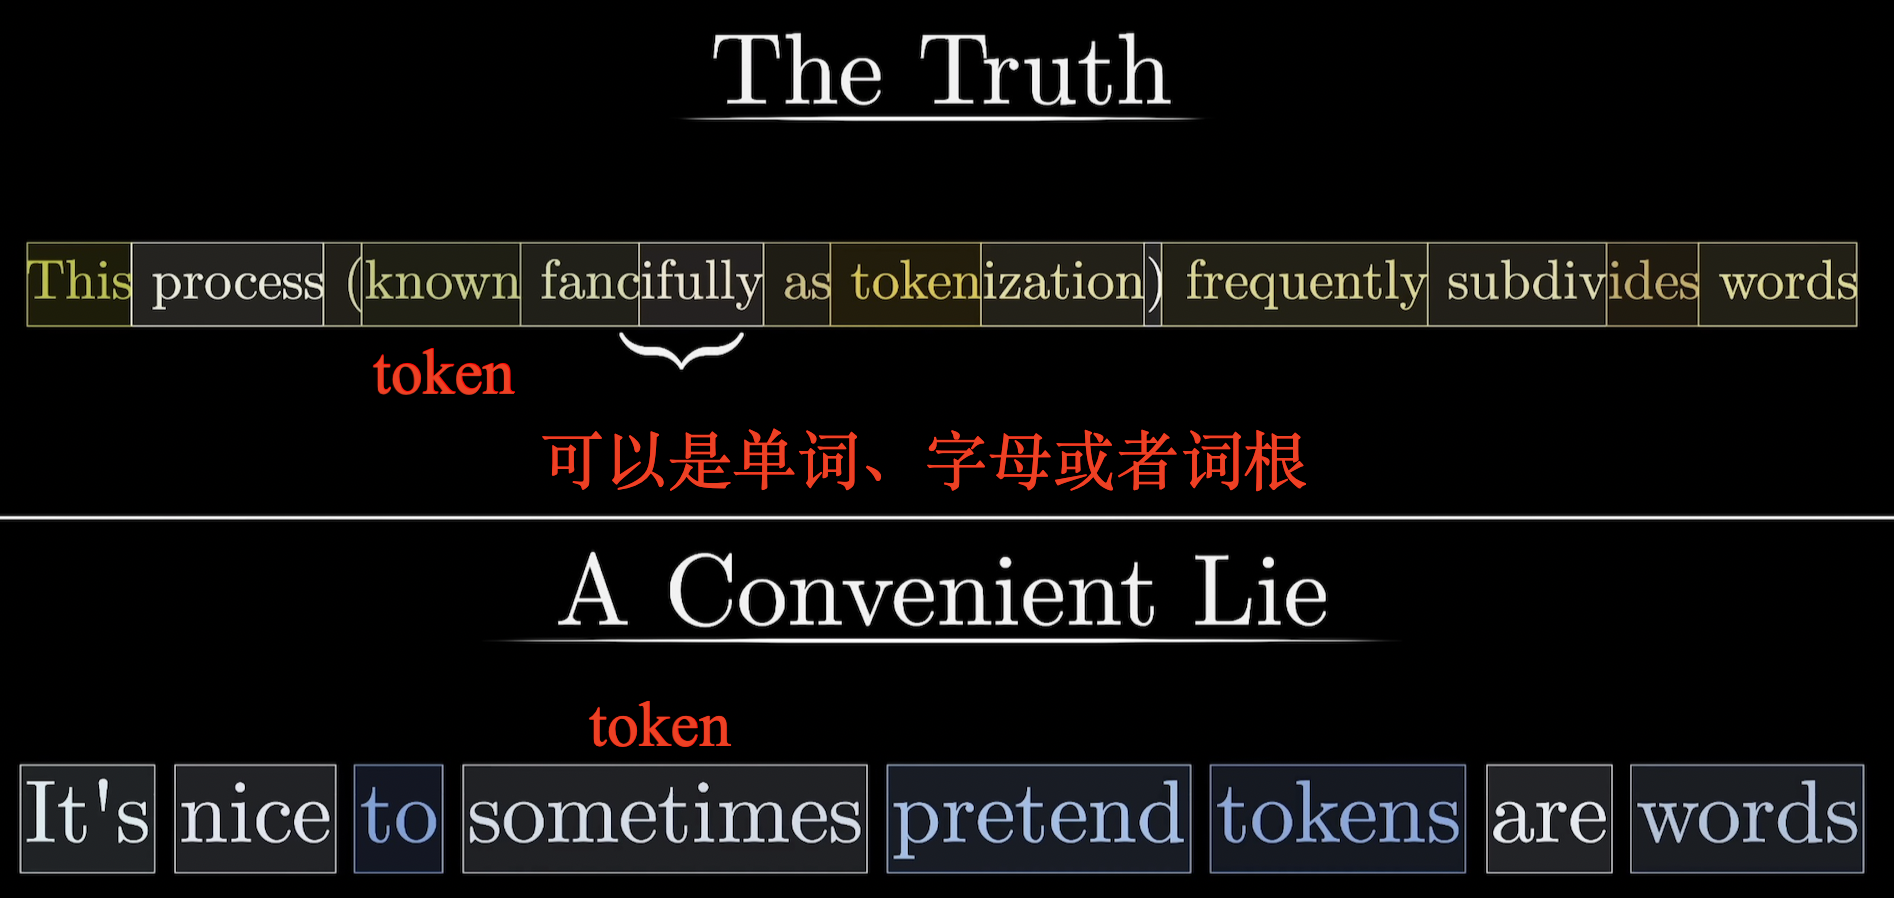 The Truth
This process (known fancifully as tokenization) frequently subdivides words
token
可以是单词、字母或者词根
A Convenient Lie
token
It's nice to sometimes pretend tokens are words